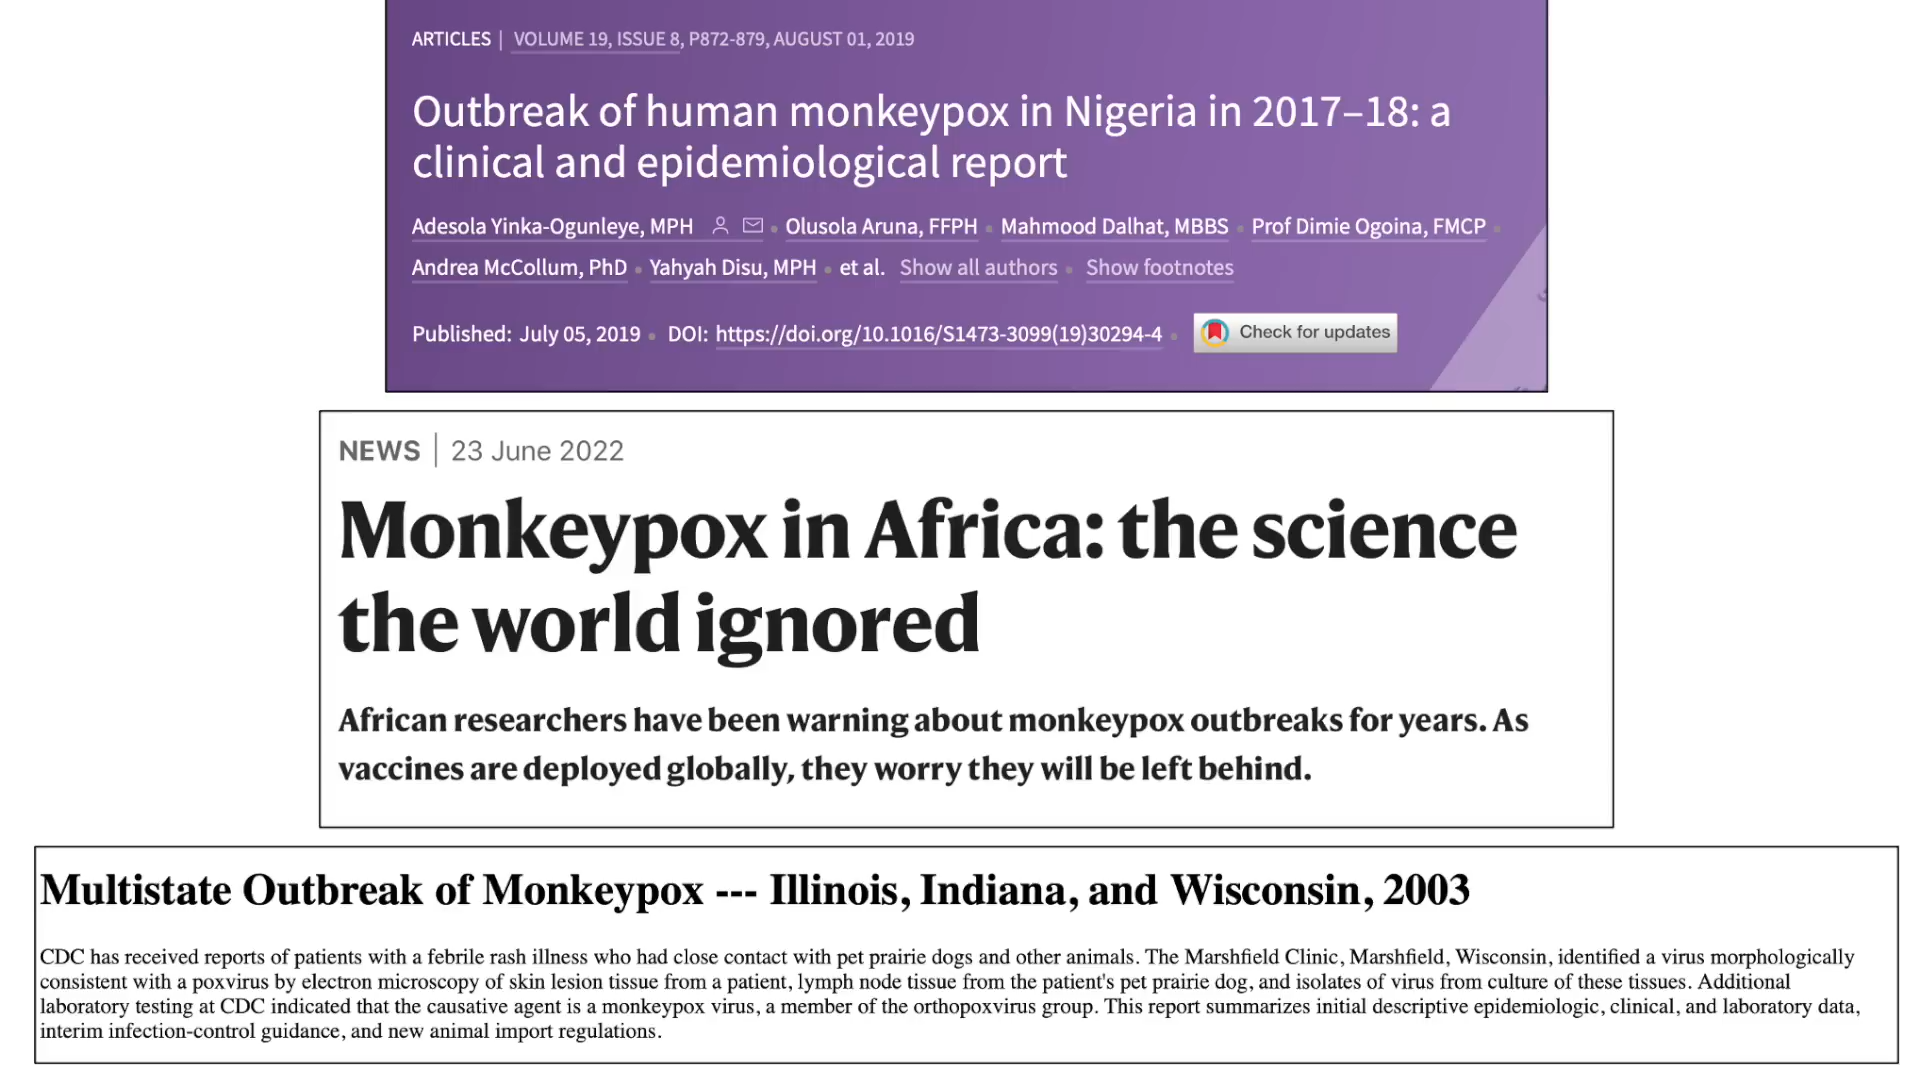 ARTICLES | VOLUME 19, ISSUE 8, P872-879, AUGUST 01, 2019
Outbreak of human monkeypox in Nigeria in 2017–18: a
clinical and epidemiological report
Adesola Yinka-Ogunleye, MPH • Olusola Aruna, FFPH • Mahmood Dalhat, MBBS • Prof Dimie Ogoina, FMCP •
Andrea McCollum, PhD • Yahyah Disu, MPH • et al. Show all authors • Show footnotes
Published: July 05, 2019 • DOI: https://doi.org/10.1016/S1473-3099(19)30294-4 • Check for updates
NEWS | 23 June 2022
Monkeypox in Africa: the science
the world ignored
African researchers have been warning about monkeypox outbreaks for years. As
vaccines are deployed globally, they worry they will be left behind.
Multistate Outbreak of Monkeypox --- Illinois, Indiana, and Wisconsin, 2003
CDC has received reports of patients with a febrile rash illness who had close contact with pet prairie dogs and other animals. The Marshfield Clinic, Marshfield, Wisconsin, identified a virus morphologically
consistent with a poxvirus by electron microscopy of skin lesion tissue from a patient, lymph node tissue from the patient's pet prairie dog, and isolates of virus from culture of these tissues. Additional
laboratory testing at CDC indicated that the causative agent is a monkeypox virus, a member of the orthopoxvirus group. This report summarizes initial descriptive epidemiologic, clinical, and laboratory data,
interim infection-control guidance, and new animal import regulations.